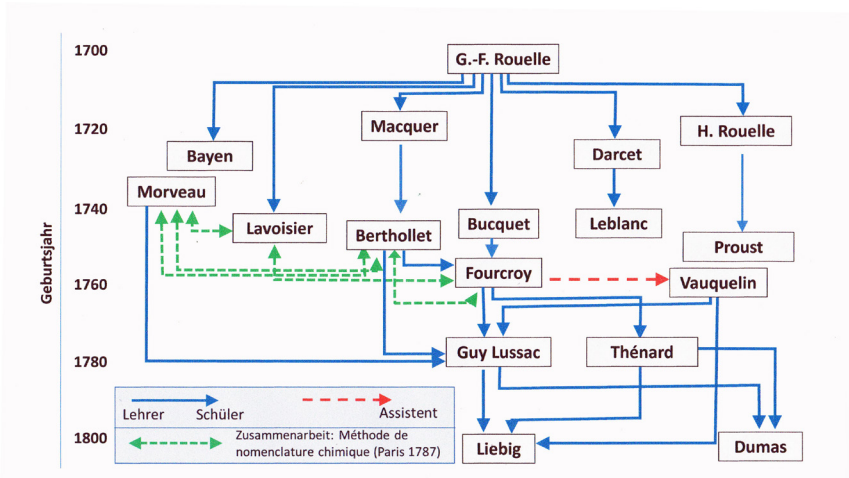 1700
G.-F. Rouelle
1720
Macquer
H. Rouelle
Bayen
Darcet
Morveau
1740
Lavoisier
Berthollet
Bucquet
Leblanc
Proust
Geburtsjahr
1760
Fourcroy
Vauquelin
1780
Guy Lussac
Thénard
Lehrer Schüler Assistent
Zusammenarbeit: Méthode de
nomenclature chimique (Paris 1787)
1800
Liebig
Dumas